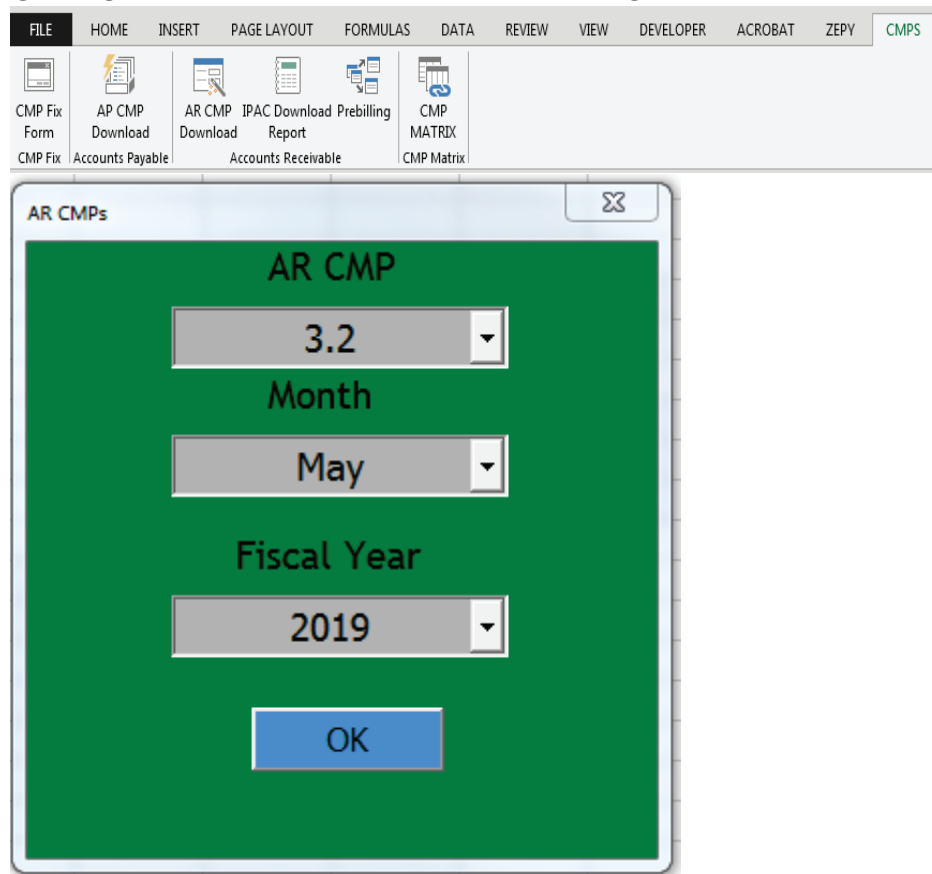 FILE HOME INSERT PAGE LAYOUT FORMULAS DATA REVIEW VIEW DEVELOPER ACROBAT ZEPY CMPS
CMP Fix AP CMP AR CMP IPAC Download Prebilling CMP
Form Download Download Report MATRIX
CMP Fix Accounts Payable Accounts Receivable CMP Matrix
AR CMPs
AR CMP
3.2
Month
May
Fiscal Year
2019
OK